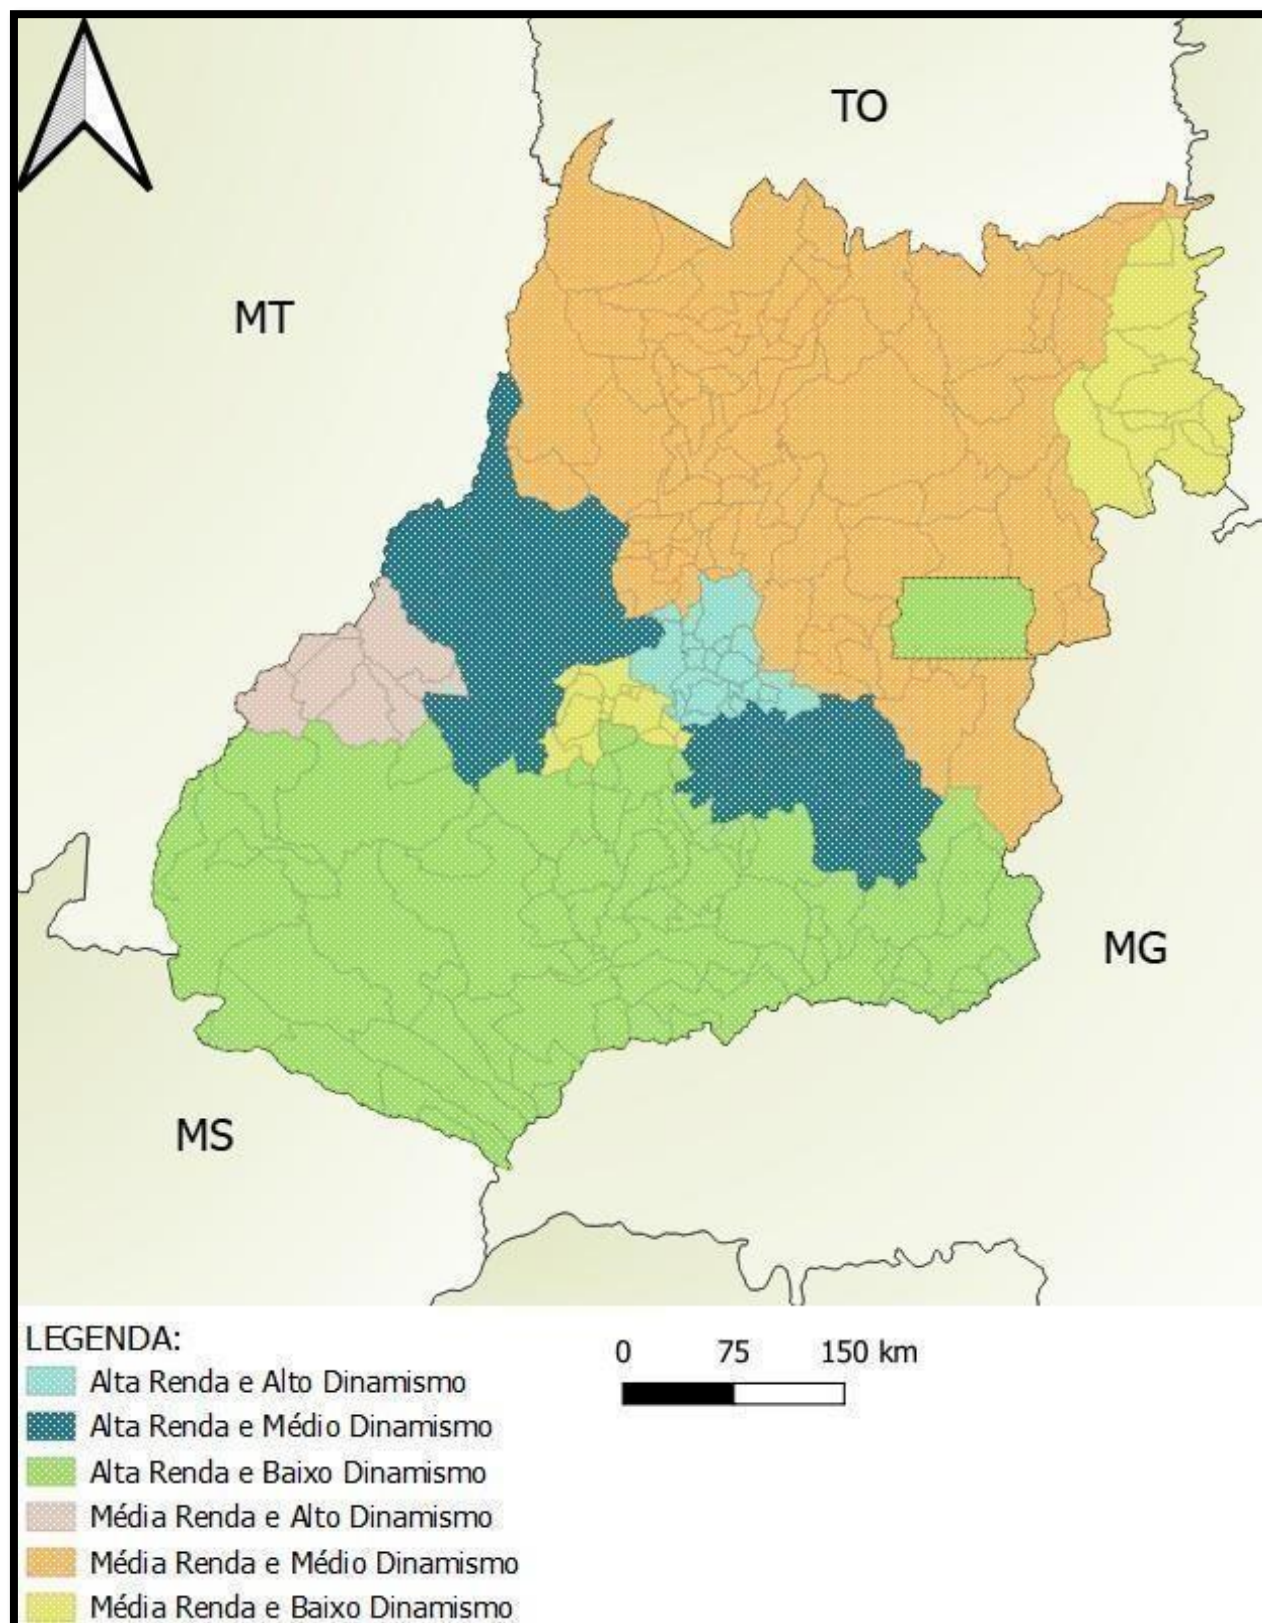 TO
MT
MG
MS
LEGENDA:
0 75 150 km
Alta Renda e Alto Dinamismo
Alta Renda e Médio Dinamismo
Alta Renda e Baixo Dinamismo
Média Renda e Alto Dinamismo
Média Renda e Médio Dinamismo
Média Renda e Baixo Dinamismo